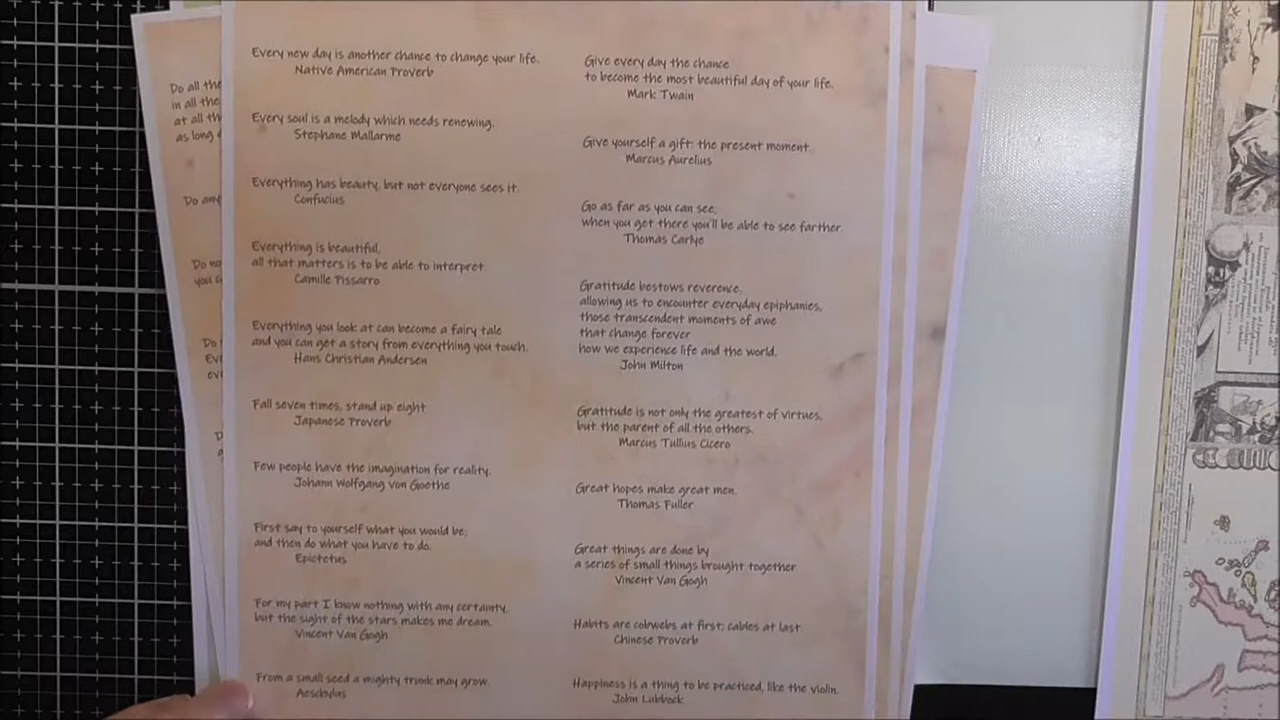 Do all the
in all the
at all th
as long
Do any
Do no
you c
Do
Ev
ev
D
Every new day is another chance to change your life.
Native American Proverb
Every soul is a melody which needs renewing.
Stephane Mallarme
Everything has beauty, but not everyone sees it.
Confucius
Everything is beautiful,
all that matters is to be able to interpret.
Camille Pissarro
Everything you look at can become a fairy tale
and you can get a story from everything you touch.
Hans Christian Andersen
Fall seven times, stand up eight
Japanese Proverb
Few people have the imagination for reality.
Johann Wolfgang von Goethe
First say to yourself what you would be;
and then do what you have to do.
Epictetus
For my part I know nothing with any certainty,
but the sight of the stars makes me dream.
Vincent Van Gogh
From a small seed a mighty trunk may grow.
Aeschylus
Give every day the chance
to become the most beautiful day of your life.
Mark Twain
Give yourself a gift: the present moment.
Marcus Aurelius
Go as far as you can see;
when you get there you'll be able to see farther.
Thomas Carlye
Gratitude bestows reverence,
allowing us to encounter everyday epiphanies,
those transcendent moments of awe
that change forever
how we experience life and the world.
John Milton
Gratitude is not only the greatest of virtues,
but the parent of all the others.
Marcus Tullius Cicero
Great hopes make great men.
Thomas Fuller
Great things are done by
a series of small things brought together
Vincent Van Gogh
Habits are cobwebs at first; cables at last
Chinese Proverb
Happiness is a thing to be practiced, like the violin.
John Lubbock